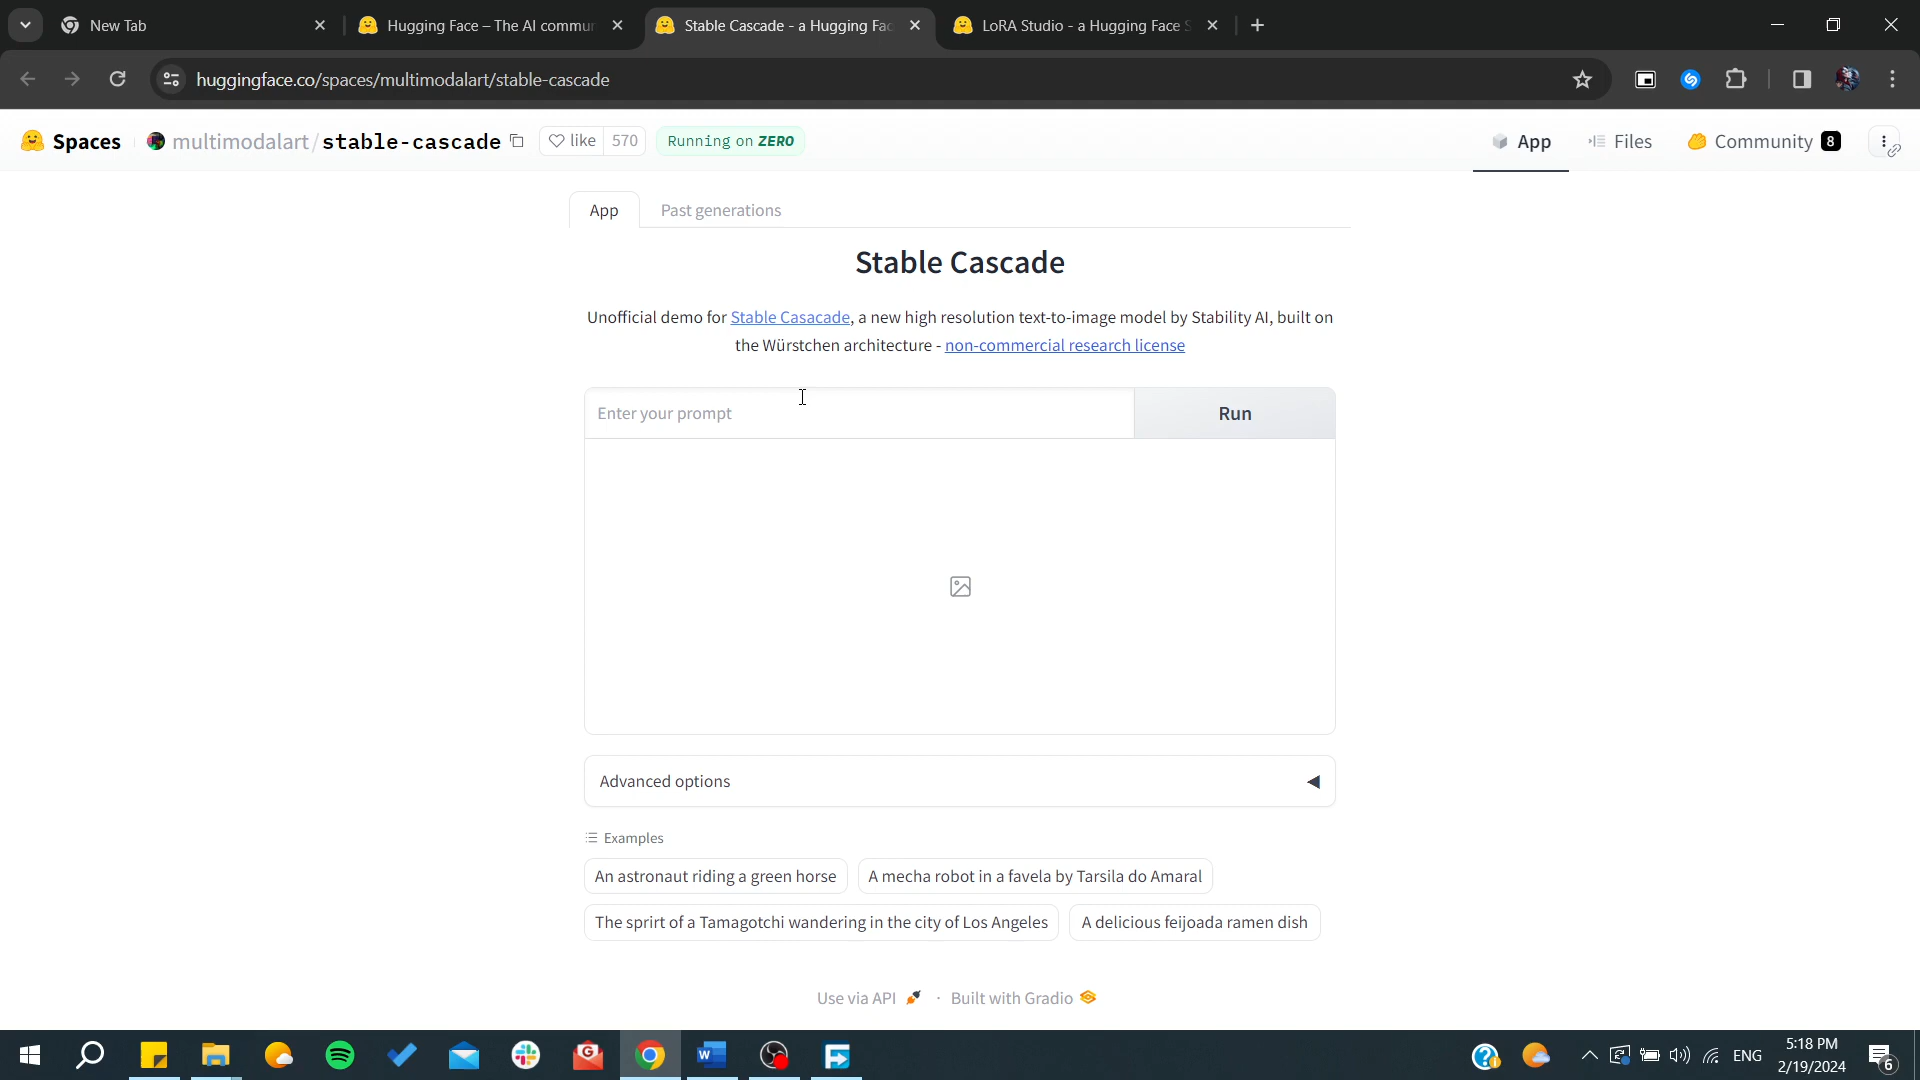 New Tab
Hugging Face – The AI commun
Stable Cascade - a Hugging Fac
LoRA Studio - a Hugging Face S
huggingface.co/spaces/multimodalart/stable-cascade
Spaces multimodalart/stable-cascade like 570 Running on ZERO App Files Community 8
App Past generations
Stable Cascade
Unofficial demo for Stable Casacade, a new high resolution text-to-image model by Stability AI, built on
the Würstchen architecture - non-commercial research license
Enter your prompt Run
Advanced options
Examples
An astronaut riding a green horse A mecha robot in a favela by Tarsila do Amaral
The sprirt of a Tamagotchi wandering in the city of Los Angeles A delicious feijoada ramen dish
Use via API · Built with Gradio
ENG
5:18 PM
2/19/2024
6